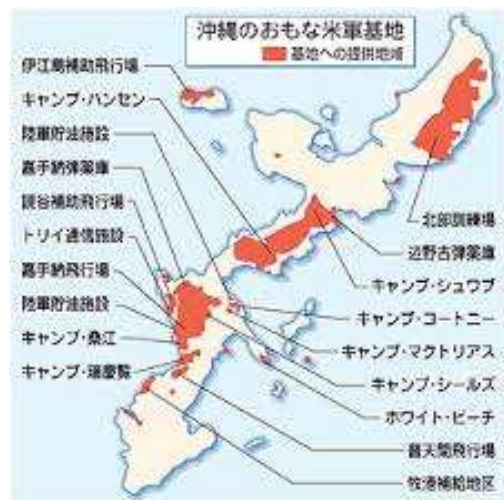 沖縄のおもな米軍基地
基地への提供地域
伊江島補助飛行場
キャンプ・ハンセン
陸軍貯油施設
嘉手納弾薬庫
読谷補助飛行場
トリイ通信施設
嘉手納飛行場
陸軍貯油施設
キャンプ・桑江
キャンプ・瑞慶覧
北部訓練場
辺野古弾薬庫
キャンプ・シュワブ
キャンプ・コートニー
キャンプ・マクトリアス
キャンプ・シールズ
ホワイト・ビーチ
普天間飛行場
牧港補給地区